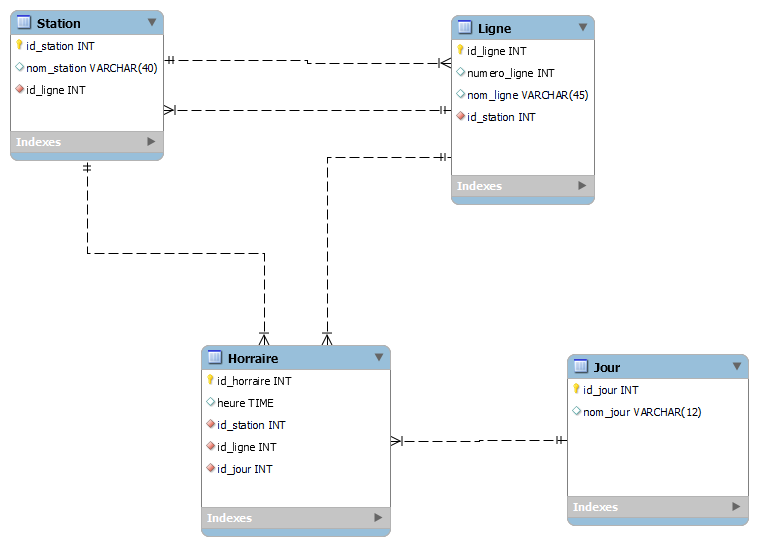 Station
id_station INT
nom_station VARCHAR(40)
id_ligne INT
Indexes
Ligne
id_ligne INT
numero_ligne INT
nom_ligne VARCHAR(45)
id_station INT
Indexes
Horraire
id_horraire INT
heure TIME
id_station INT
id_ligne INT
id_jour INT
Indexes
Jour
id_jour INT
nom_jour VARCHAR(12)
Indexes